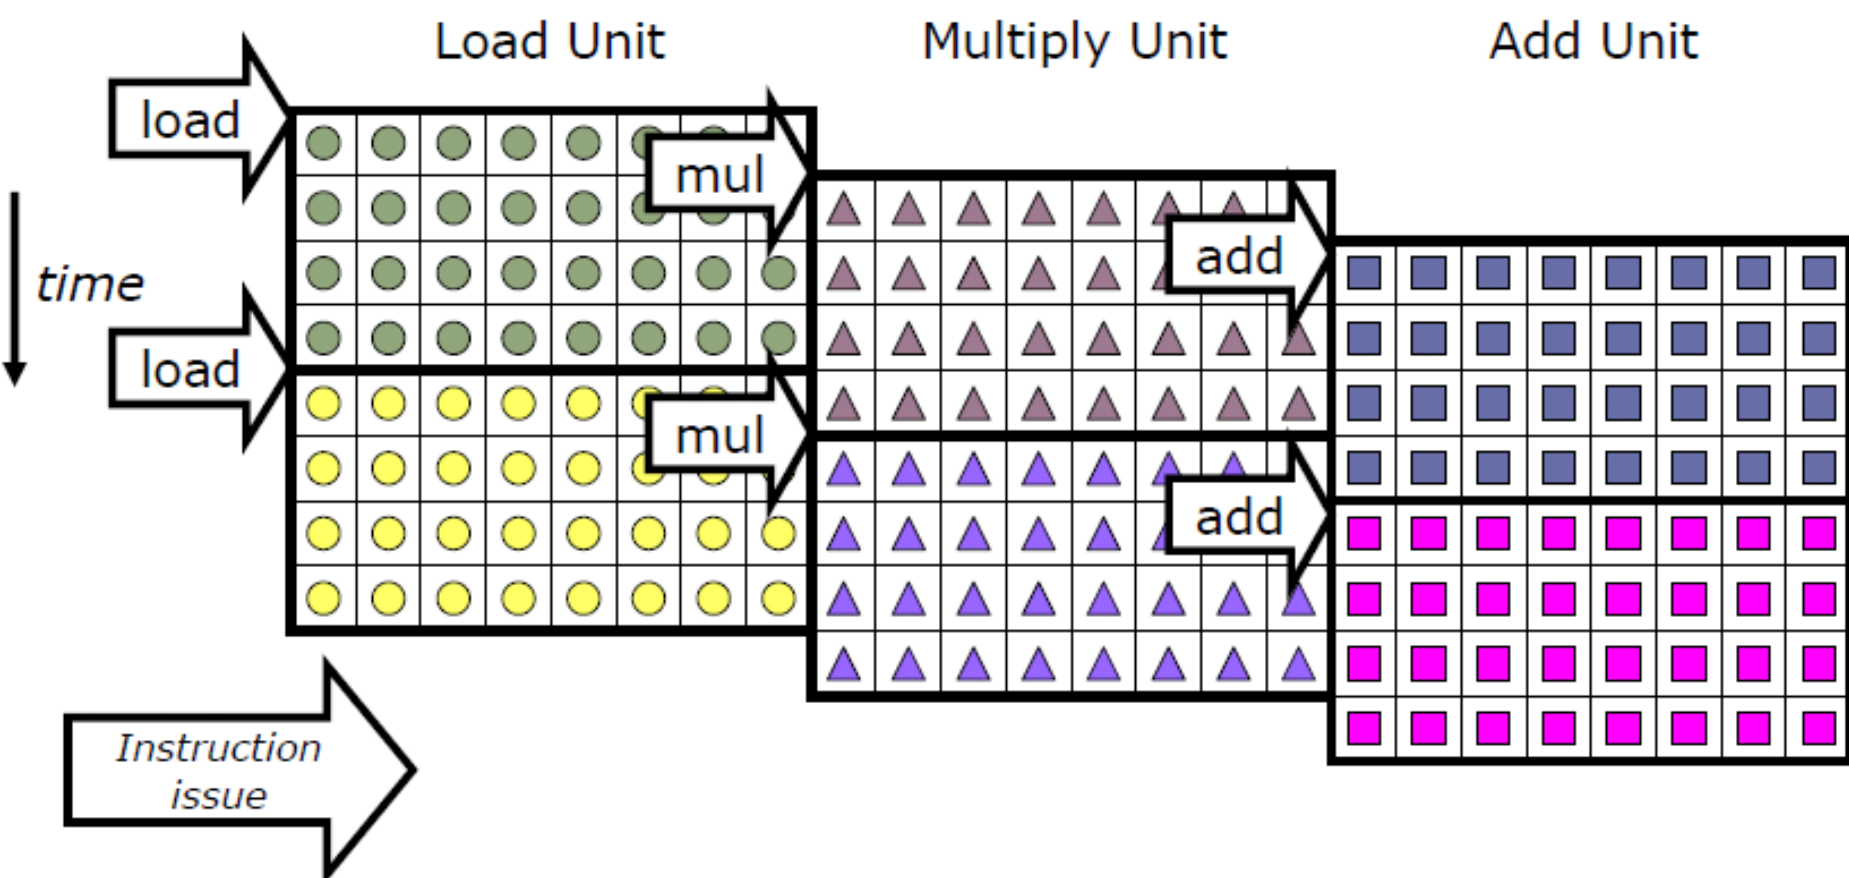 Load Unit
Multiply Unit
Add Unit
load
mul
add
time
load
mul
add
Instruction
issue